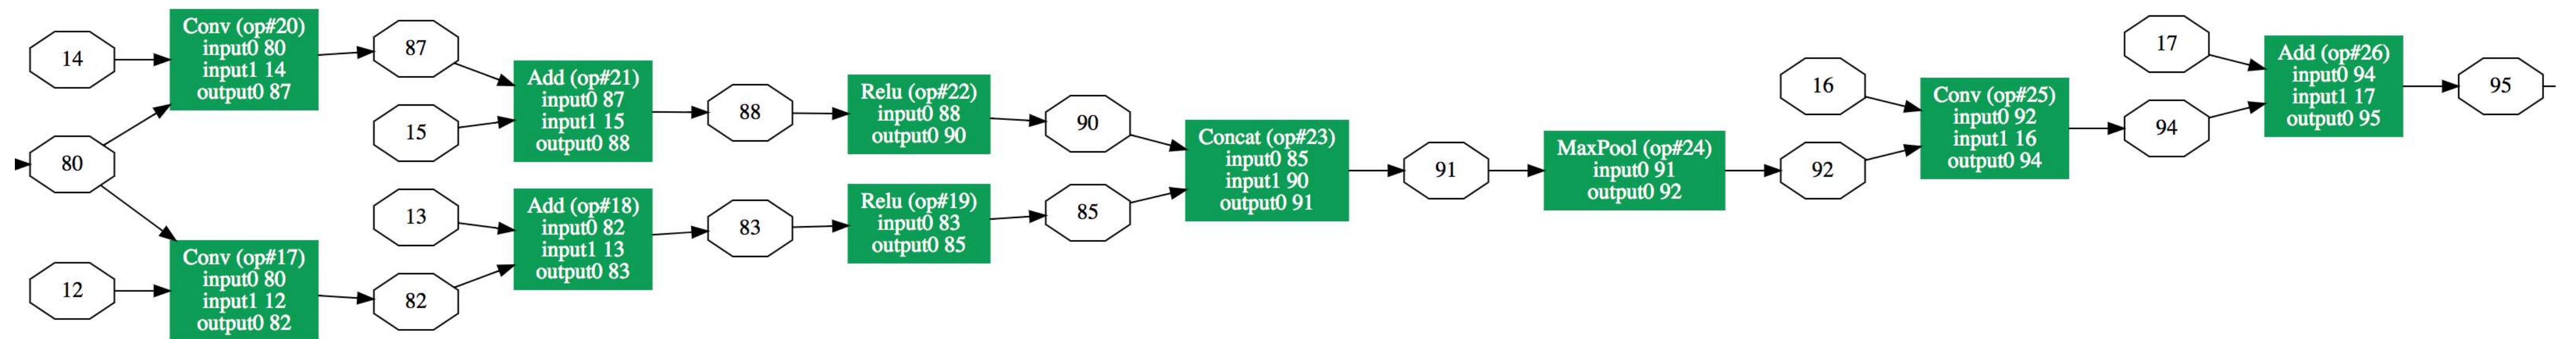 14
Conv (op#20)
input0 80
input1 14
output0 87
87
80
12
Conv (op#17)
input0 80
input1 12
output0 82
82
15
Add (op#21)
input0 87
input1 15
output0 88
88
13
Add (op#18)
input0 82
input1 13
output0 83
83
Relu (op#22)
input0 88
output0 90
90
Relu (op#19)
input0 83
output0 85
85
Concat (op#23)
input0 85
input1 90
output0 91
91
MaxPool (op#24)
input0 91
output0 92
92
16
Conv (op#25)
input0 92
input1 16
output0 94
94
17
Add (op#26)
input0 94
input1 17
output0 95
95